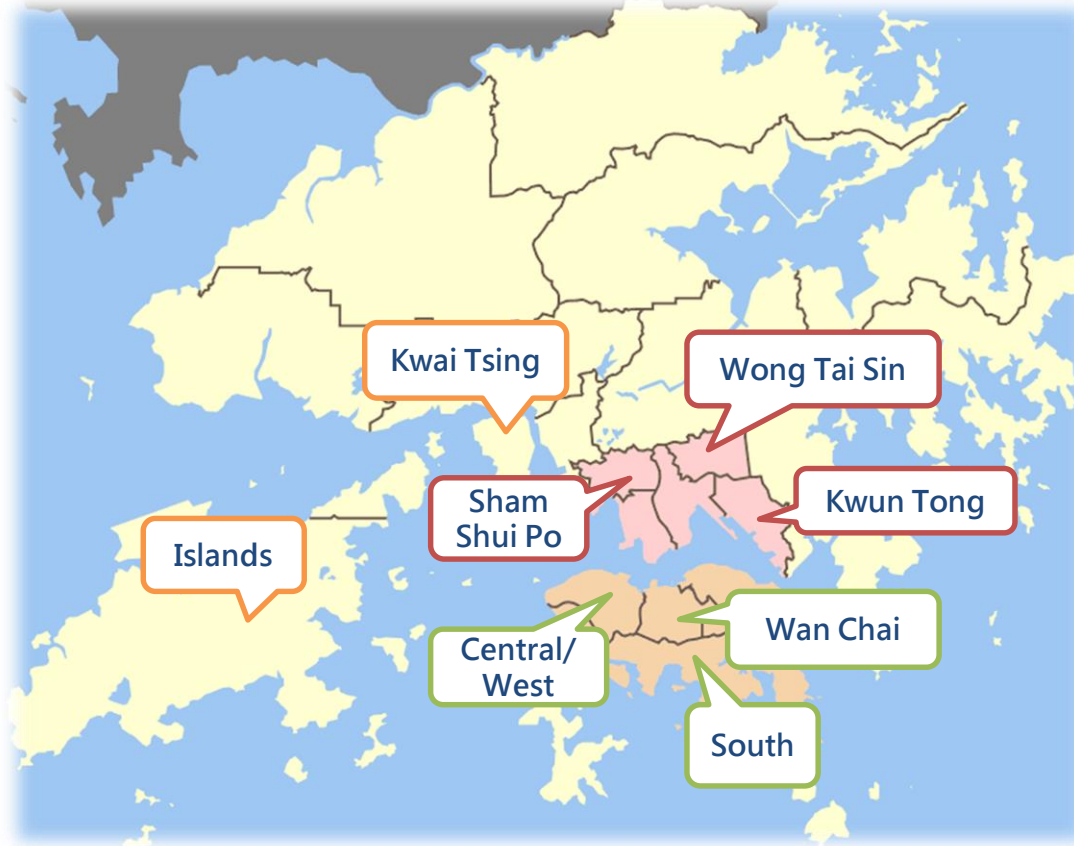 Kwai Tsing
Wong Tai Sin
Sham
Shui Po
Kwun Tong
Islands
Central/
West
Wan Chai
South